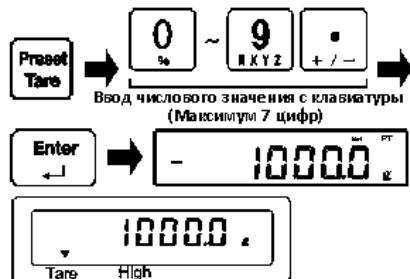 Preset Tare
0 %
~
9 W X Y Z
• + / −
Ввод числового значения с клавиатуры
(Максимум 7 цифр)
Enter
Net PT
− 1000.0 g
1000.0 g
Tare High